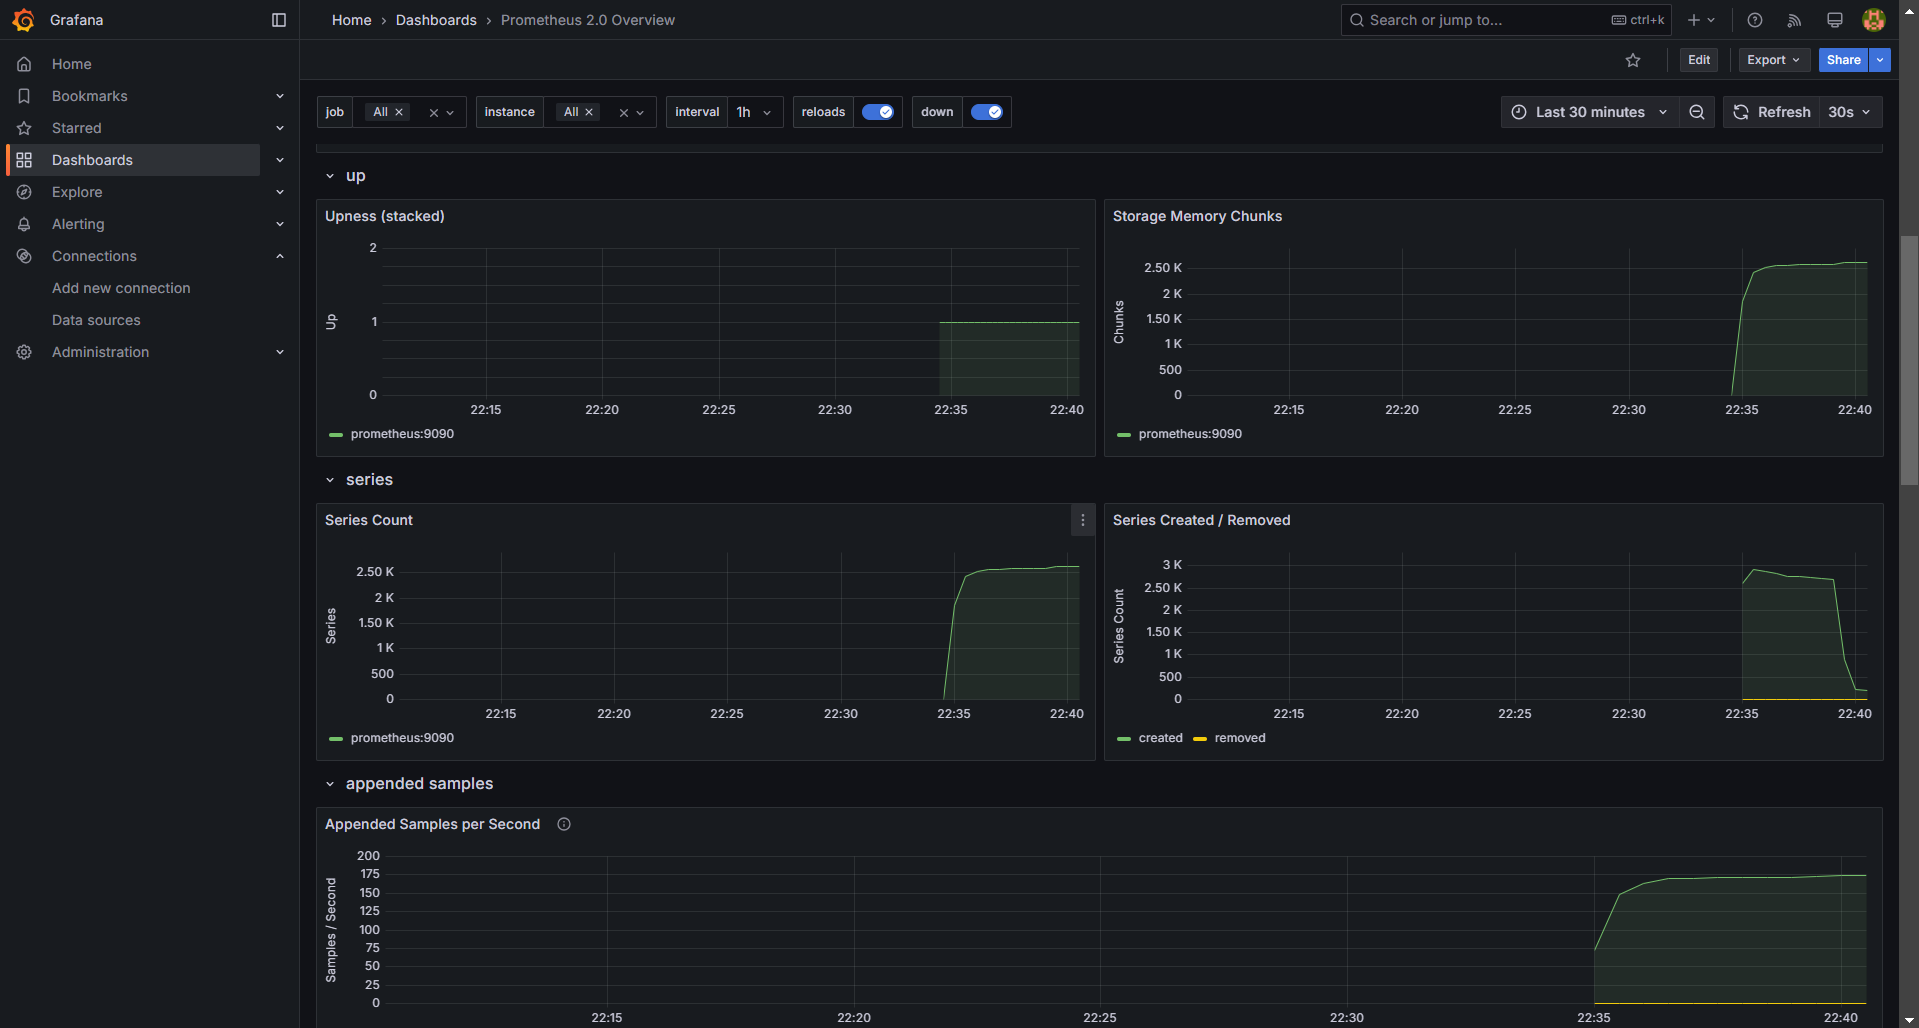 Grafana
Home › Dashboards › Prometheus 2.0 Overview
Search or jump to...
ctrl+k
Edit
Export
Share
Home
Bookmarks
Starred
Dashboards
Explore
Alerting
Connections
Add new connection
Data sources
Administration
job All
instance All
interval 1h
reloads
down
Last 30 minutes
Refresh 30s
up
Upness (stacked)
Up
2
1
0
22:15 22:20 22:25 22:30 22:35 22:40
prometheus:9090
Storage Memory Chunks
Chunks
2.50 K
2 K
1.50 K
1 K
500
0
22:15 22:20 22:25 22:30 22:35 22:40
prometheus:9090
series
Series Count
Series
2.50 K
2 K
1.50 K
1 K
500
0
22:15 22:20 22:25 22:30 22:35 22:40
prometheus:9090
Series Created / Removed
Series Count
3 K
2.50 K
2 K
1.50 K
1 K
500
0
22:15 22:20 22:25 22:30 22:35 22:40
created removed
appended samples
Appended Samples per Second
Samples / Second
200
175
150
125
100
75
50
25
0
22:15 22:20 22:25 22:30 22:35 22:40